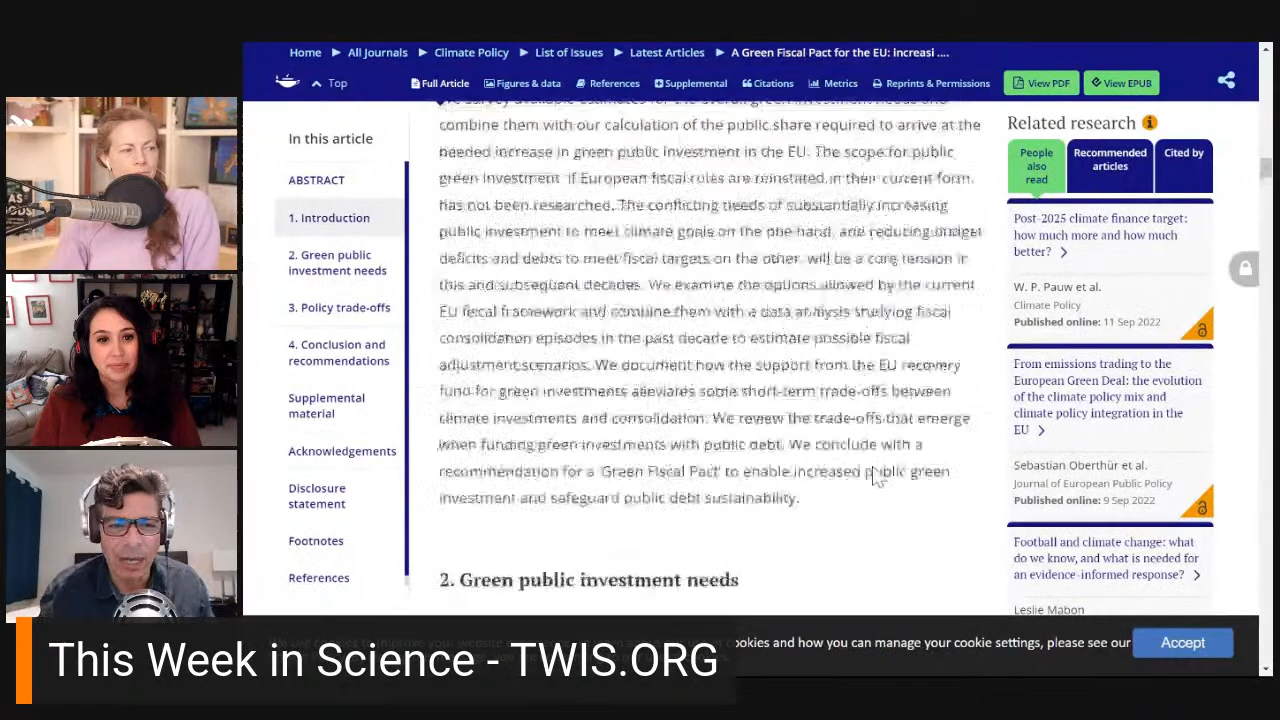 Home All Journals Climate Policy List of Issues Latest Articles A Green Fiscal Pact for the EU: increasi ....
Top Full Article Figures & data References Supplemental Citations Metrics Reprints & Permissions View PDF View EPUB
In this article
ABSTRACT
1. Introduction
2. Green public
investment needs
3. Policy trade-offs
4. Conclusion and
recommendations
Supplemental
material
Acknowledgements
Disclosure
statement
Footnotes
References
We survey available estimates for the overall green investment needs and
combine them with our calculation of the public share required to arrive at the
needed increase in green public investment in the EU. The scope for public
green investment if European fiscal rules are reinstated in their current form
has not been researched. The conflicting needs of substantially increasing
public investment to meet climate goals on the one hand, and reducing budget
deficits and debts to meet fiscal targets on the other, will be a core tension in
this and subsequent decades. We examine the options allowed by the current
EU fiscal framework and combine them with a data analysis studying fiscal
consolidation episodes in the past decade to estimate possible fiscal
adjustment scenarios. We document how the support from the EU recovery
fund for green investments alleviates some short-term trade-offs between
climate investments and consolidation. We review the trade-offs that emerge
when funding green investments with public debt. We conclude with a
recommendation for a 'Green Fiscal Pact' to enable increased public green
investment and safeguard public debt sustainability.
2. Green public investment needs
Related research
People
also
read
Recommended
articles
Cited by
Post-2025 climate finance target:
how much more and how much
better?
W. P. Pauw et al.
Climate Policy
Published online: 11 Sep 2022
From emissions trading to the
European Green Deal: the evolution
of the climate policy mix and
climate policy integration in the
EU
Sebastian Oberthür et al.
Journal of European Public Policy
Published online: 9 Sep 2022
Football and climate change: what
do we know, and what is needed for
an evidence-informed response?
Leslie Mabon
ookies and how you can manage your cookie settings, please see our
Accept
This Week in Science - TWIS.ORG